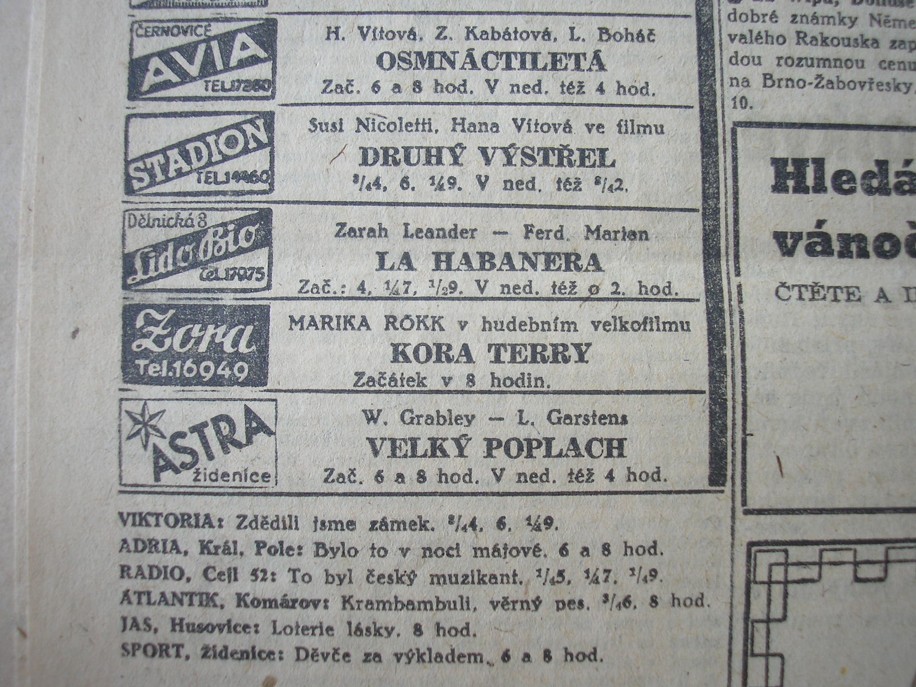 ČERNOVICE
AVIA
TEL.17280
H. Vítová, Z. Kabátová, L. Boháč
OSMNÁCTILETÁ
Zač. 6 a 8 hod. V ned. též 4 hod.
STADION
TEL.14460
Susi Nicoletti, Hana Vítová ve filmu
DRUHÝ VÝSTŘEL
¾4, 6, ¼9. V ned. též ½2.
Dělnická 8
Lido Bio
tel.17075
Zarah Leander — Ferd. Marian
LA HABANERA
Zač.: 4, ¼7, ½9. V ned. též o 2. hod.
Zora
Tel.16949
MARIKA RÖKK v hudebním velkofilmu
KORA TERRY
Začátek v 8 hodin.
ASTRA
židenice
W. Grabley — L. Garstens
VELKÝ POPLACH
Zač. 6 a 8 hod. V ned. též 4 hod.
VIKTORIA: Zdědili jsme zámek. ¾4, 6, ¼9.
ADRIA, Král. Pole: Bylo to v noci májové. 6 a 8 hod.
RADIO, Cejl 52: To byl český muzikant. ¼5, ¼7, ¼9.
ATLANTIK, Komárov: Krambambuli, věrný pes. ¾6, 8 hod.
JAS, Husovice: Loterie lásky. 8 hod.
SPORT, židenice: Děvče za výkladem. 6 a 8 hod.
dobré známky Něme
valého Rakouska zap
dou rozumnou cenu
na Brno-Žabovřesky,
10.
Hledá
vánoč
ČTĚTE A I